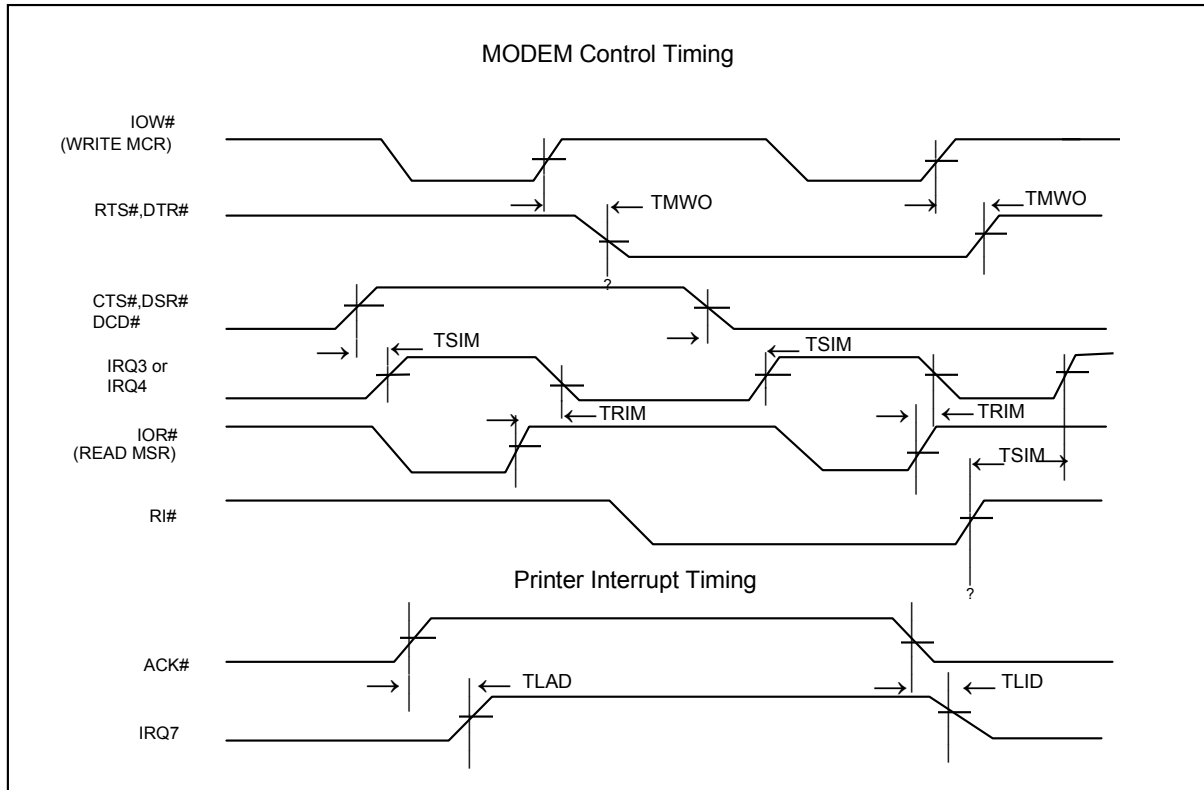 MODEM Control Timing
IOW#
(WRITE MCR)
RTS#,DTR#
TMWO
TMWO
?
CTS#,DSR#
DCD#
TSIM
TSIM
IRQ3 or
IRQ4
TRIM
TRIM
IOR#
(READ MSR)
TSIM
RI#
Printer Interrupt Timing
?
ACK#
TLAD
TLID
IRQ7